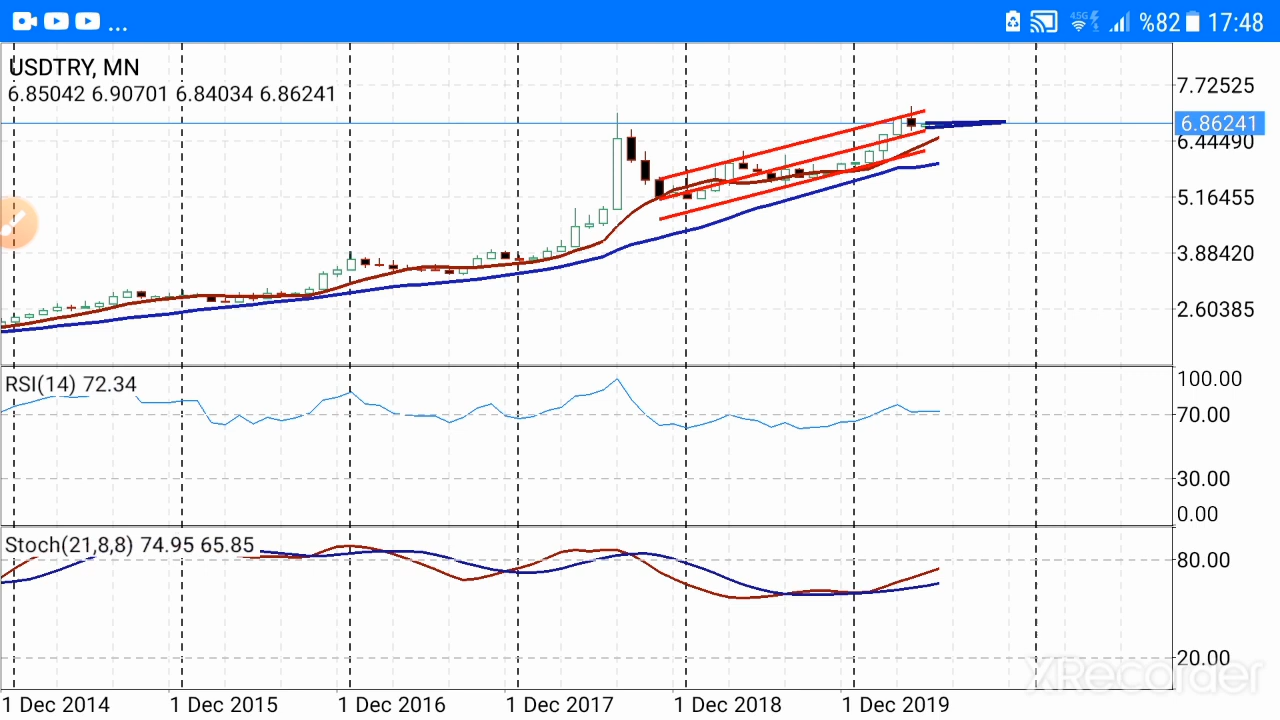 ... 4.5G %82 17:48
USDTRY, MN
6.85042 6.90701 6.84034 6.86241
7.72525
6.86241
6.44490
5.16455
3.88420
2.60385
RSI(14) 72.34
100.00
70.00
30.00
0.00
Stoch(21,8,8) 74.95 65.85
80.00
20.00
XRecorder
1 Dec 2014 1 Dec 2015 1 Dec 2016 1 Dec 2017 1 Dec 2018 1 Dec 2019